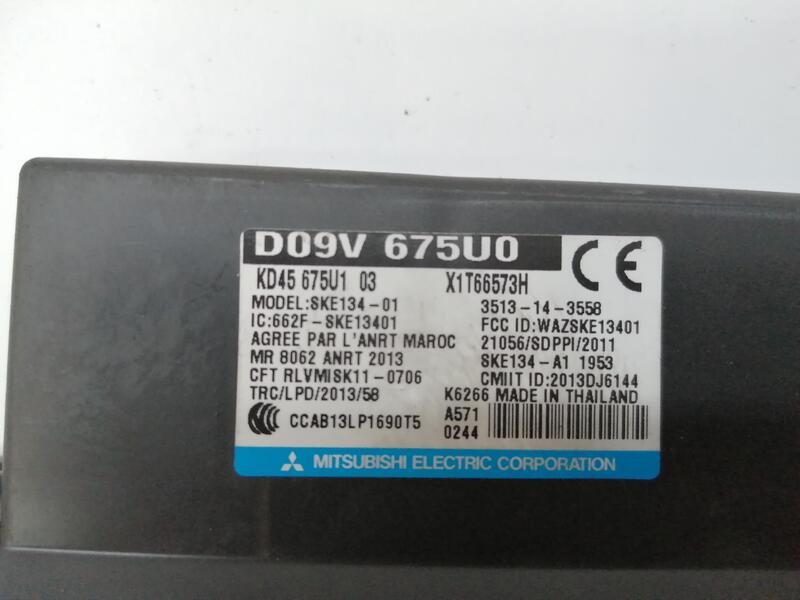 D09V 675U0
CE
KD45 675U1 03 X1T66573H
MODEL:SKE134-01 3513-14-3558
IC:662F-SKE13401 FCC ID:WAZSKE13401
AGREE PAR L'ANRT MAROC 21056/SDPPI/2011
MR 8062 ANRT 2013 SKE134-A1 1953
CFT RLVMISK11-0706 CMIIT ID:2013DJ6144
TRC/LPD/2013/58 K6266 MADE IN THAILAND
CCAB13LP1690T5 A571
0244
MITSUBISHI ELECTRIC CORPORATION